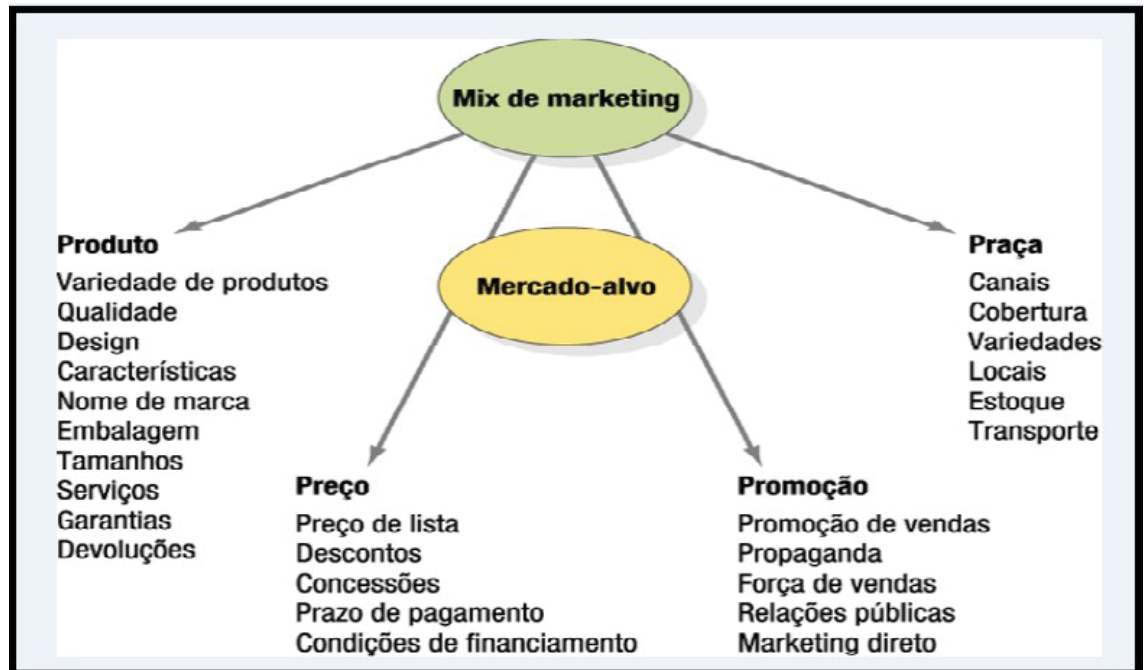 Mix de marketing
Mercado-alvo
Produto
Variedade de produtos
Qualidade
Design
Características
Nome de marca
Embalagem
Tamanhos
Serviços
Garantias
Devoluções
Preço
Preço de lista
Descontos
Concessões
Prazo de pagamento
Condições de financiamento
Promoção
Promoção de vendas
Propaganda
Força de vendas
Relações públicas
Marketing direto
Praça
Canais
Cobertura
Variedades
Locais
Estoque
Transporte